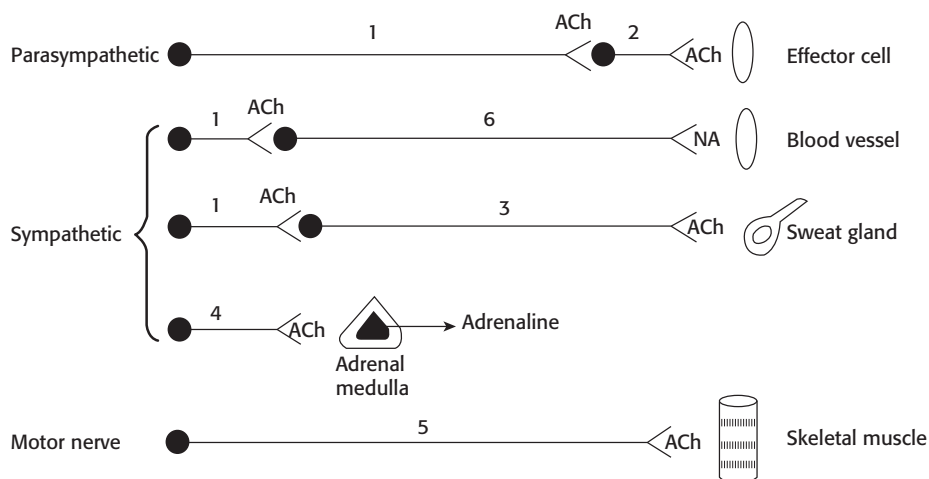 ACh
1
2
Parasympathetic
ACh
Effector cell
ACh
1
6
NA
Blood vessel
ACh
1
3
Sympathetic
ACh
Sweat gland
4
ACh
Adrenaline
Adrenal
medulla
5
Motor nerve
ACh
Skeletal muscle